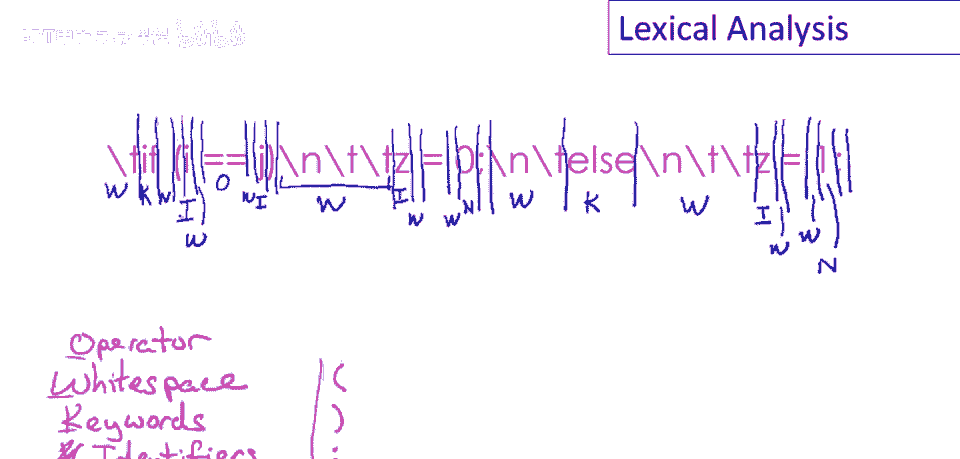 Lexical Analysis
\tif (i == j)\n\t\tz = 0;\n\telse\n\t\tz = 1;
W K W I W O W I W I W W N W K W I W W N
Operator
Whitespace (
Keywords )
Identifiers ;